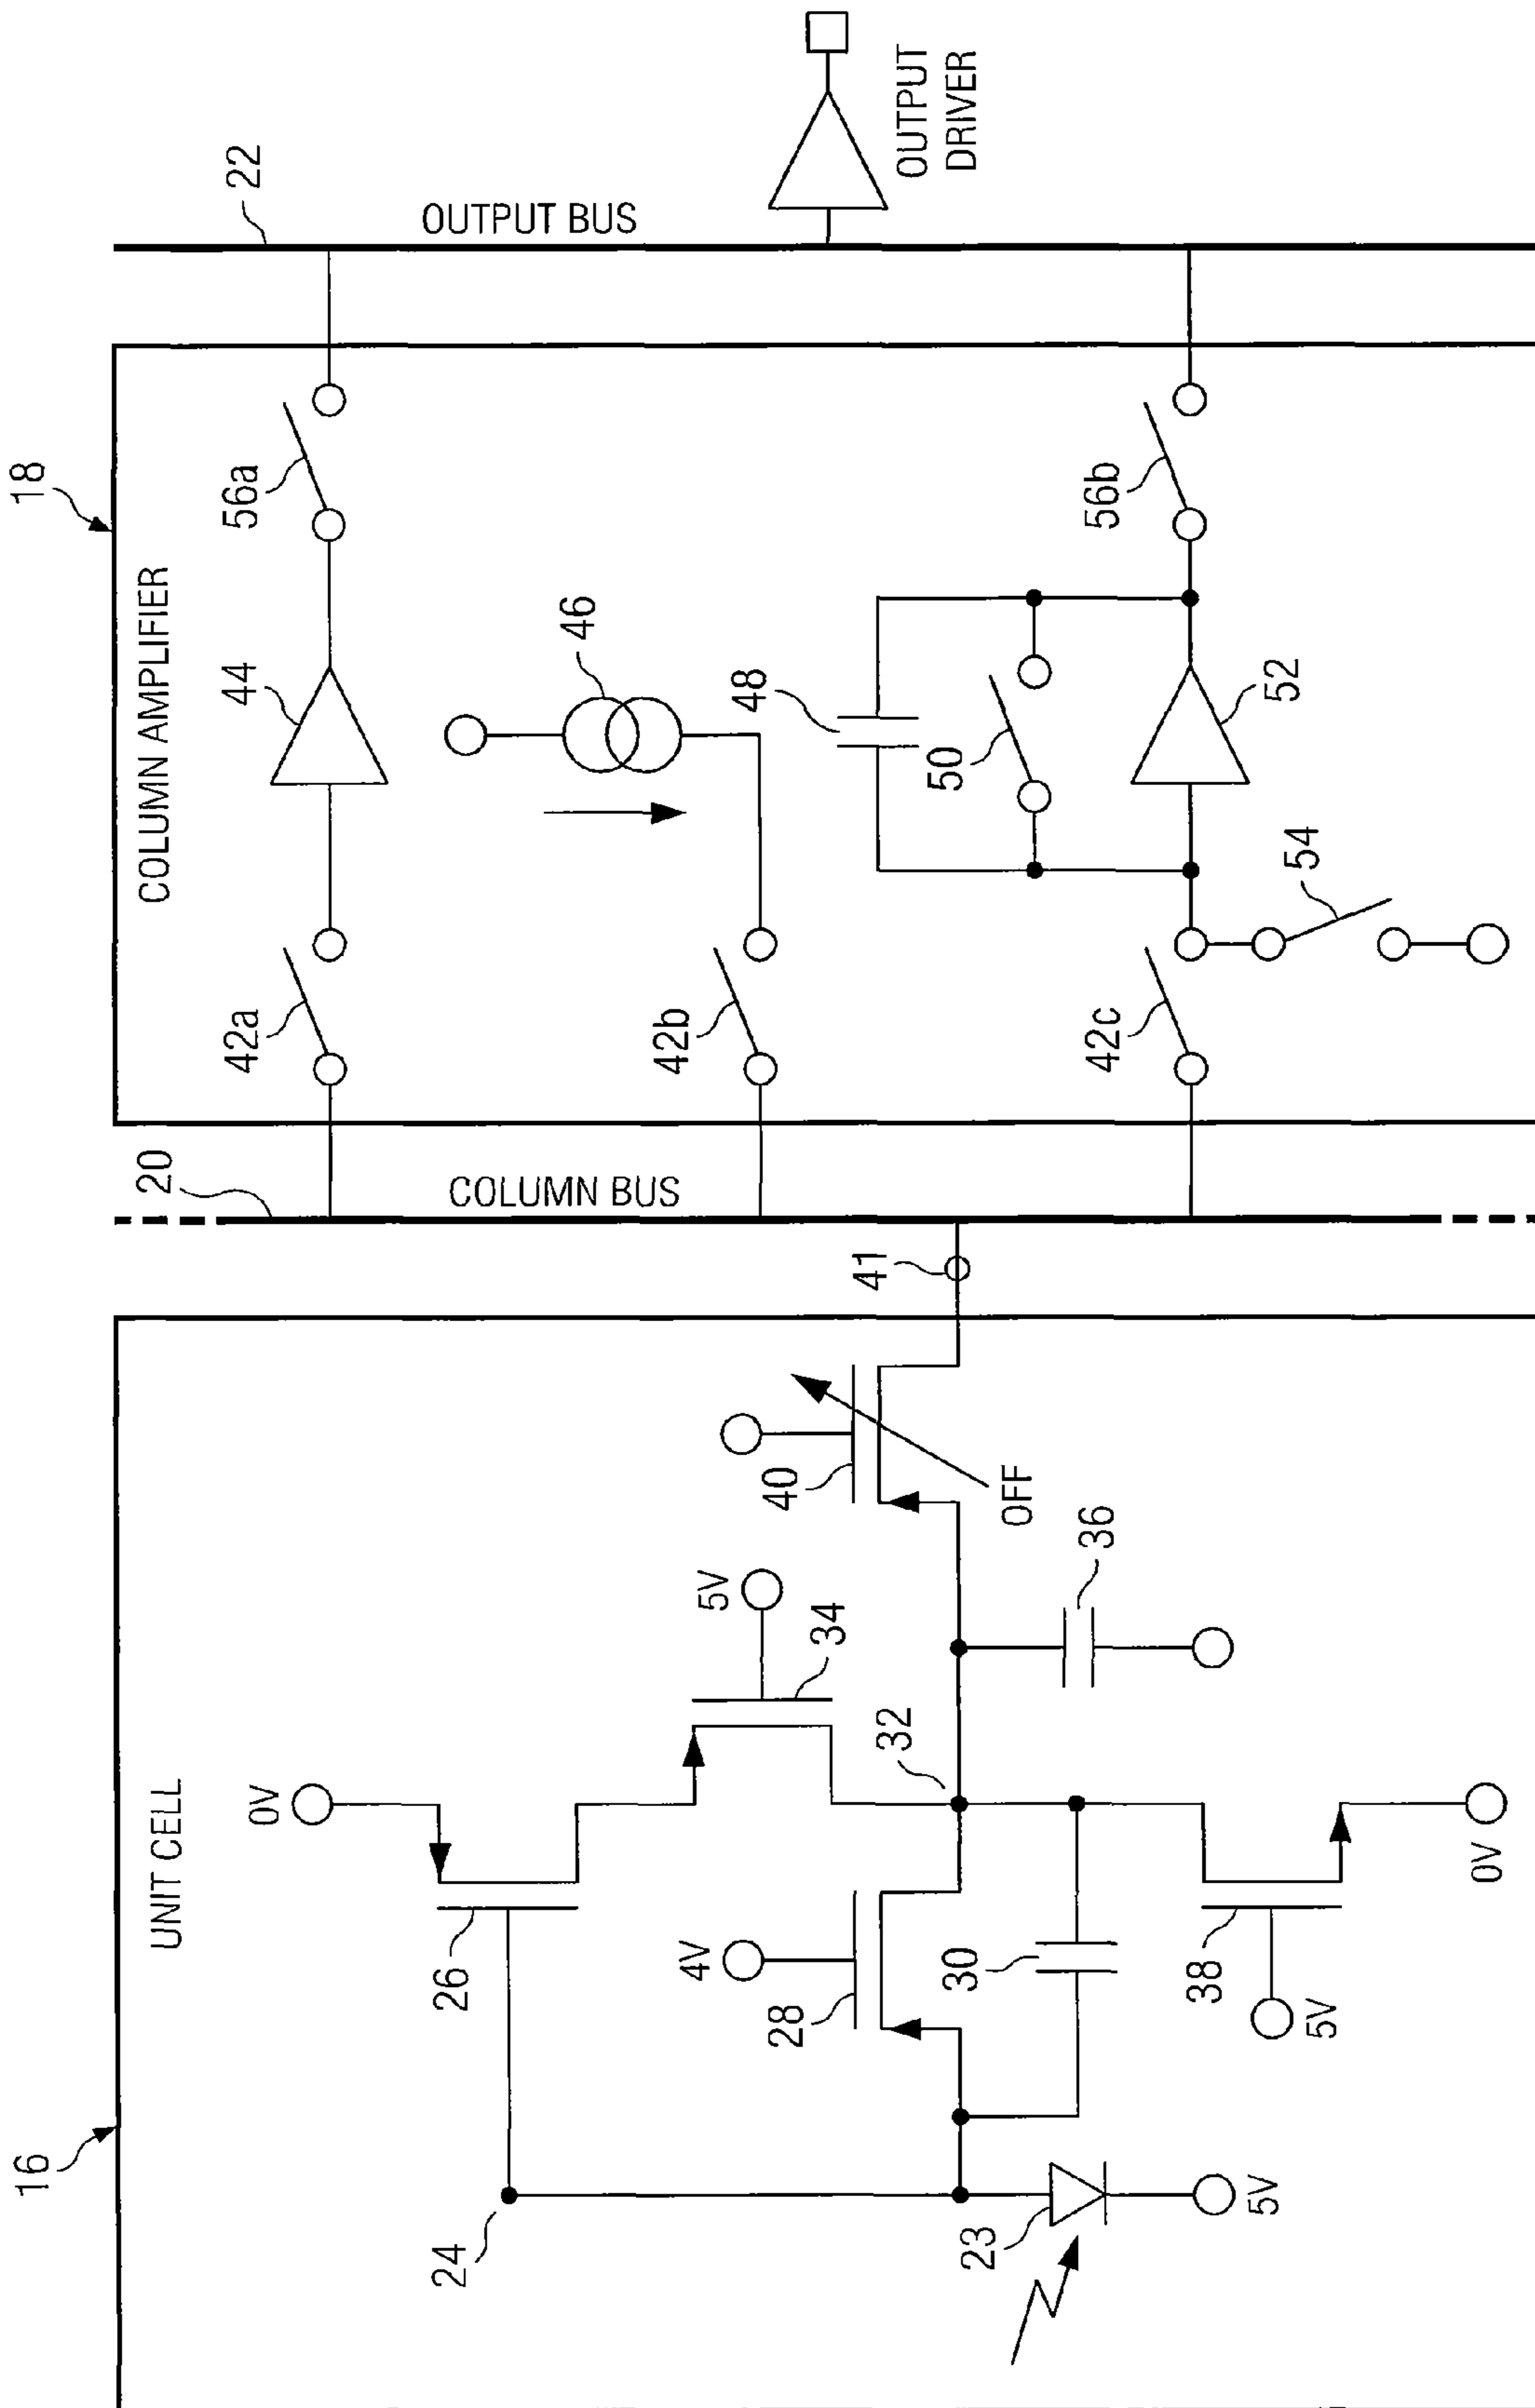 16
UNIT CELL
0V
26
24
4V
28
5V
34
32
30
23
5V
38
5V
0V
36
40
OFF
41
20
COLUMN BUS
18
COLUMN AMPLIFIER
42a
44
56a
46
42b
48
50
52
42c
54
56b
22
OUTPUT BUS
OUTPUT
DRIVER